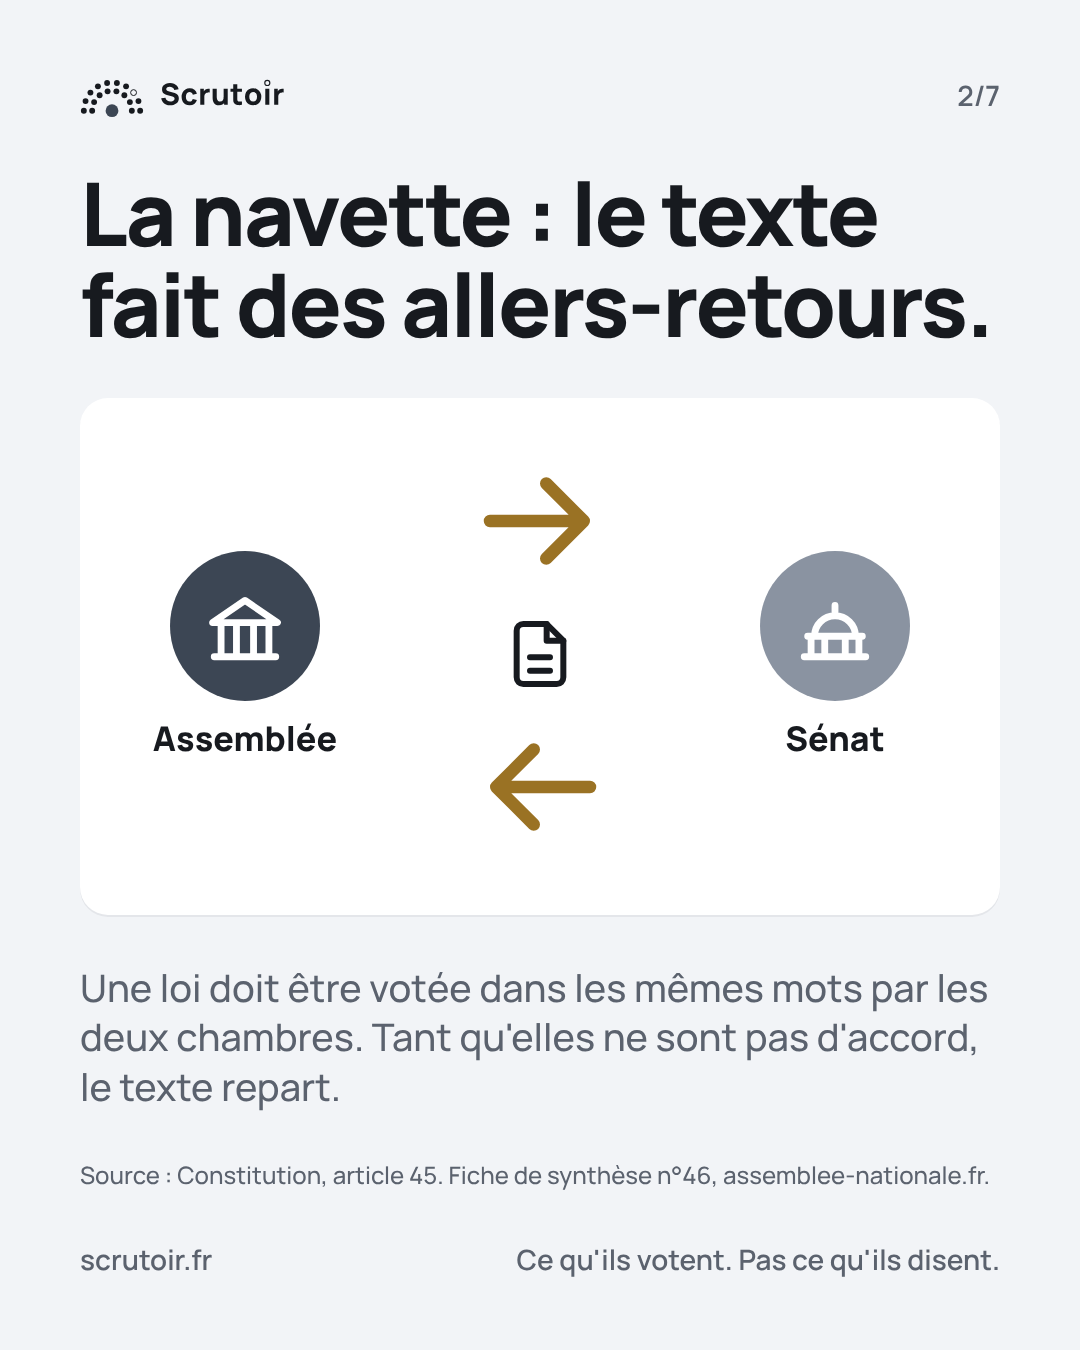 Scrutoir
2/7
La navette : le texte
fait des allers-retours.
Assemblée
Sénat
Une loi doit être votée dans les mêmes mots par les
deux chambres. Tant qu'elles ne sont pas d'accord,
le texte repart.
Source : Constitution, article 45. Fiche de synthèse n°46, assemblee-nationale.fr.
scrutoir.fr
Ce qu'ils votent. Pas ce qu'ils disent.